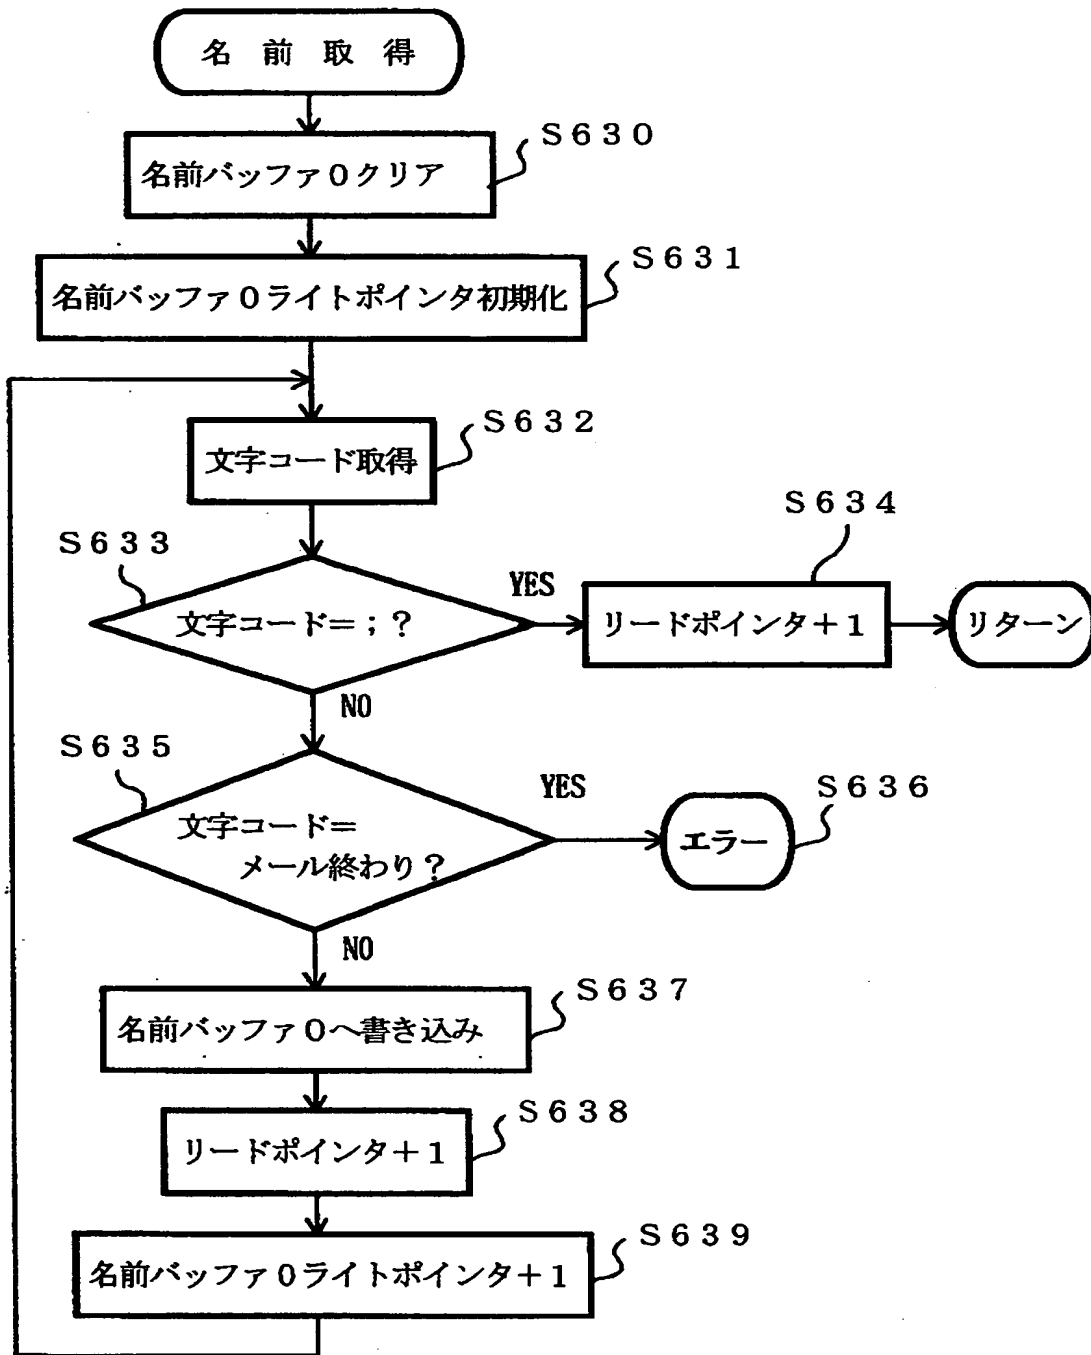 名前取得
S630
名前バッファ0クリア
S631
名前バッファ0ライトポインタ初期化
S632
文字コード取得
S633
文字コード=;?
YES
S634
リードポインタ+1
リターン
NO
S635
文字コード=
メール終わり?
YES
S636
エラー
NO
S637
名前バッファ0へ書き込み
S638
リードポインタ+1
S639
名前バッファ0ライトポインタ+1